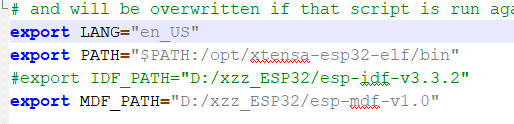 # and will be overwritten if that script is run aga
export LANG="en_US"
export PATH="$PATH:/opt/xtensa-esp32-elf/bin"
#export IDF_PATH="D:/xzz_ESP32/esp-idf-v3.3.2"
export MDF_PATH="D:/xzz_ESP32/esp-mdf-v1.0"